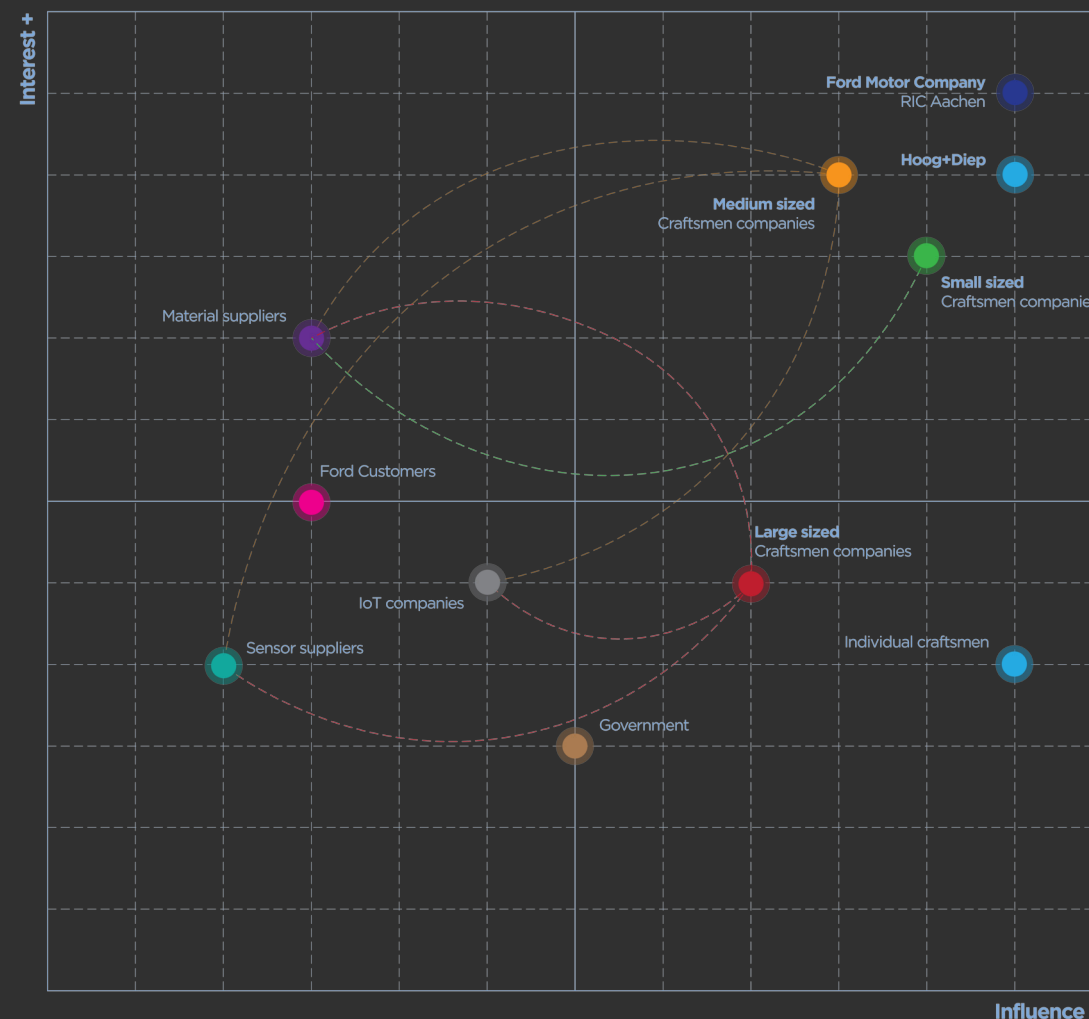 Interest +
Ford Motor Company
RIC Aachen
Hoog+Diep
Medium sized
Craftsmen companies
Small sized
Craftsmen companie
Material suppliers
Ford Customers
Large sized
Craftsmen companies
IoT companies
Individual craftsmen
Sensor suppliers
Government
Influence